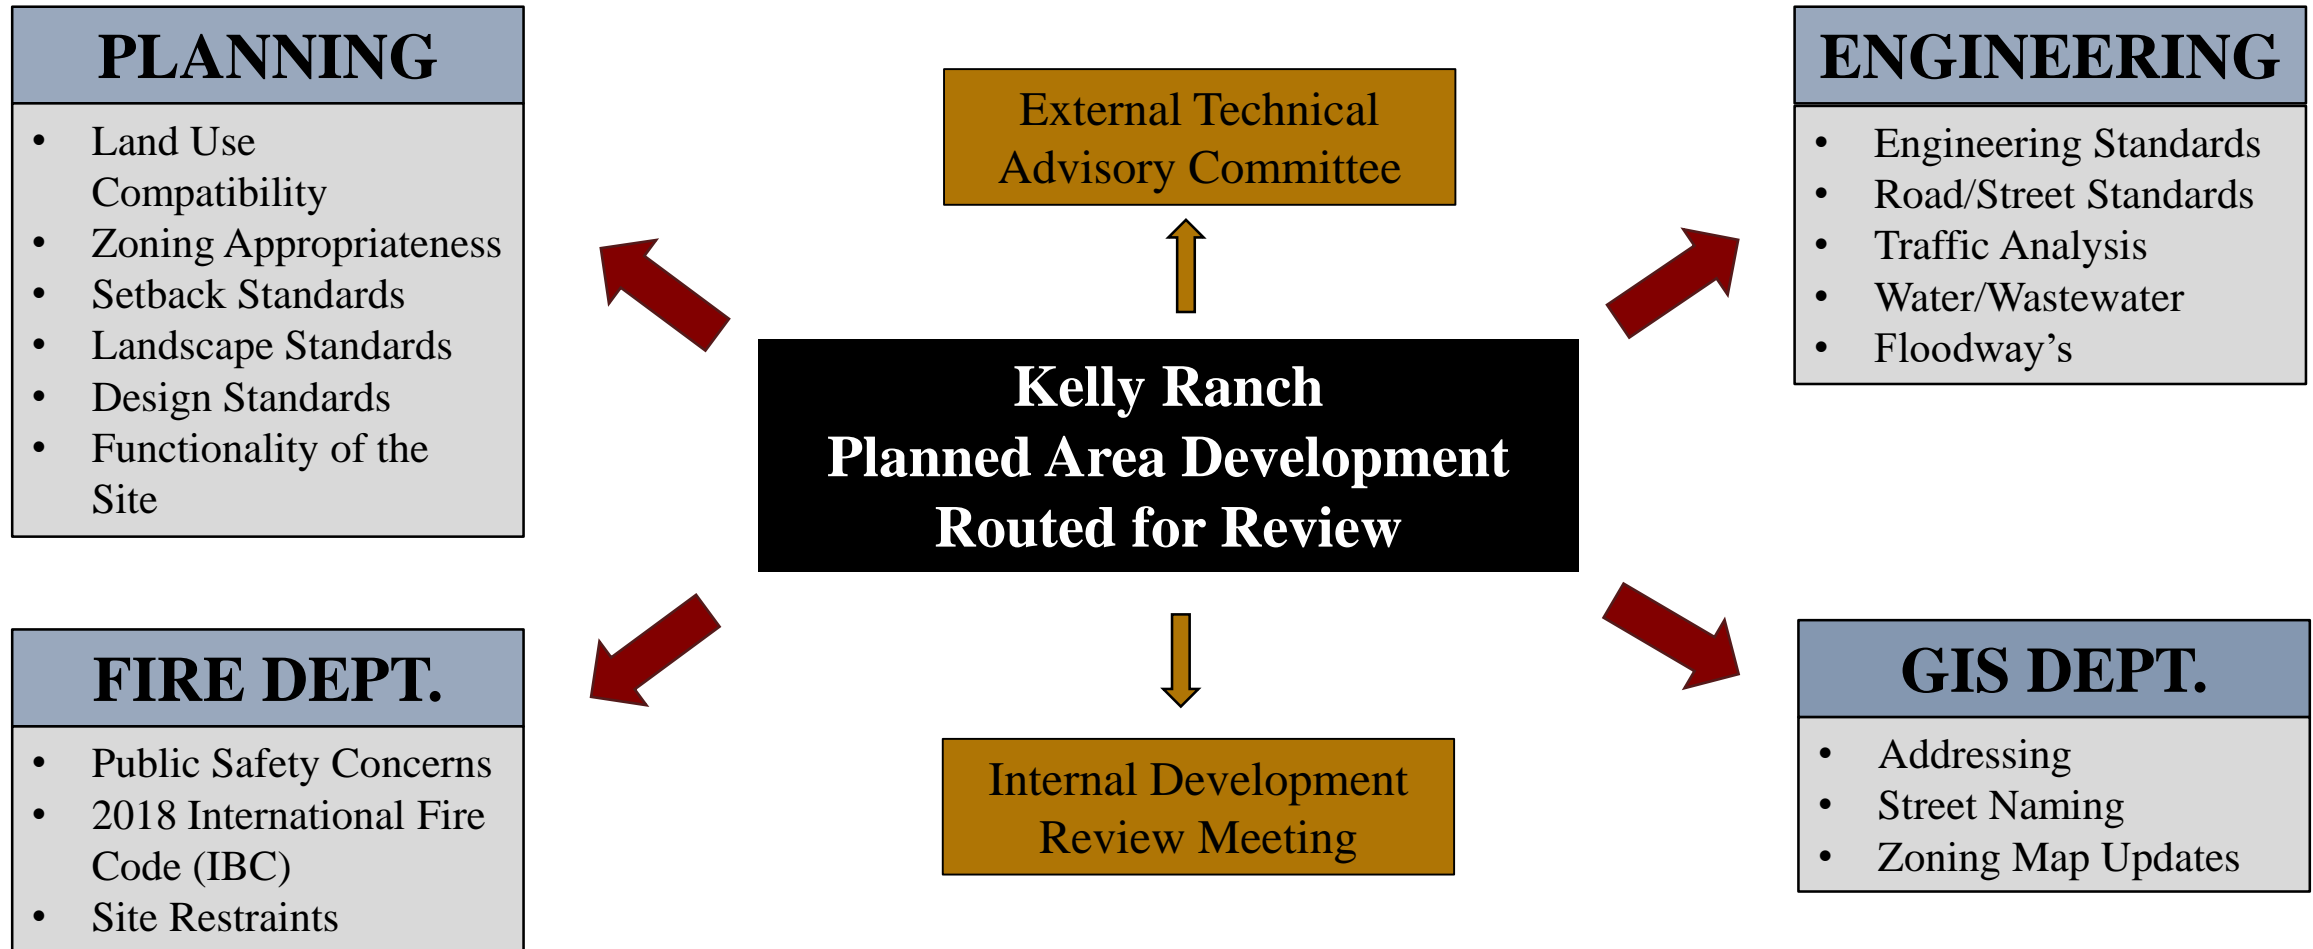 PLANNING
• Land Use
Compatibility
• Zoning Appropriateness
• Setback Standards
• Landscape Standards
• Design Standards
• Functionality of the
Site
External Technical
Advisory Committee
ENGINEERING
• Engineering Standards
• Road/Street Standards
• Traffic Analysis
• Water/Wastewater
• Floodway’s
Kelly Ranch
Planned Area Development
Routed for Review
FIRE DEPT.
• Public Safety Concerns
• 2018 International Fire
Code (IBC)
• Site Restraints
Internal Development
Review Meeting
GIS DEPT.
• Addressing
• Street Naming
• Zoning Map Updates